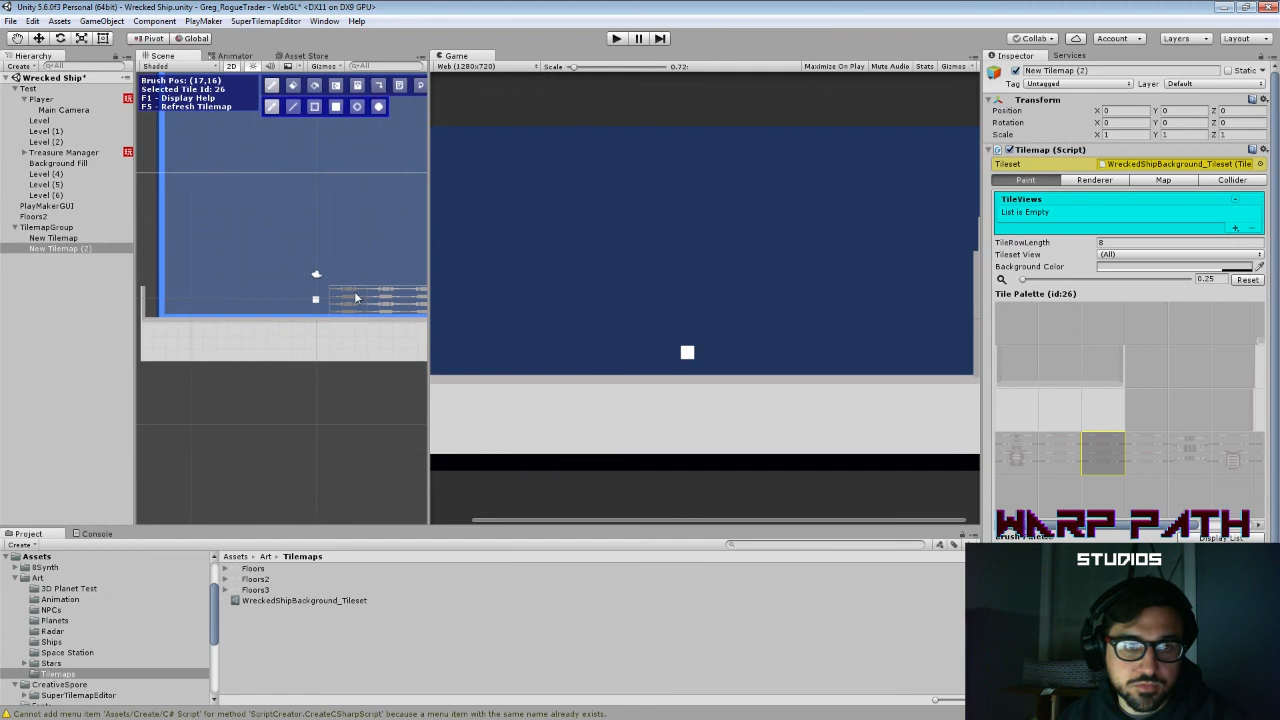 Unity 5.6.0f3 Personal (64bit) - Wrecked Ship.unity - Greg_RogueTrader - WebGL* <DX11 on DX9 GPU>
File Edit Assets GameObject Component PlayMaker SuperTilemapEditor Window Help
Pivot Global Collab Account Layers Layout
Hierarchy Scene Animator Asset Store Game Inspector Services
Create All Shaded 2D Gizmos All Web (1280x720) Scale 0.72: Maximize On Play Mute Audio Stats Gizmos
New Tilemap (2) Static
Tag Untagged Layer Default
Wrecked Ship*
Test
Player
Main Camera
Level
Level (1)
Level (2)
Treasure Manager
Background Fill
Level (4)
Level (5)
Level (6)
PlayMakerGUI
Floors2
TilemapGroup
New Tilemap
New Tilemap (2)
Brush Pos: (17,16)
Selected Tile Id: 26
F1 - Display Help
F5 - Refresh Tilemap
Transform
Position X 0 Y 0 Z 0
Rotation X 0 Y 0 Z 0
Scale X 1 Y 1 Z 1
Tilemap (Script)
Tileset WreckedShipBackground_Tileset (Tile
Paint Renderer Map Collider
TileViews
List is Empty
TileRowLength 8
Tileset View (All)
Background Color
0.25 Reset
Tile Palette (id:26)
WARP PATH
STUDIOS
Display List
Project Console
Create
Assets
8Synth
Art
3D Planet Test
Animation
NPCs
Planets
Radar
Ships
Space Station
Stars
Tilemaps
CreativeSpore
SuperTilemapEditor
Assets Art Tilemaps
Floors
Floors2
Floors3
WreckedShipBackground_Tileset
Cannot add menu item 'Assets/Create/C# Script' for method 'ScriptCreator.CreateCSharpScript' because a menu item with the same name already exists.